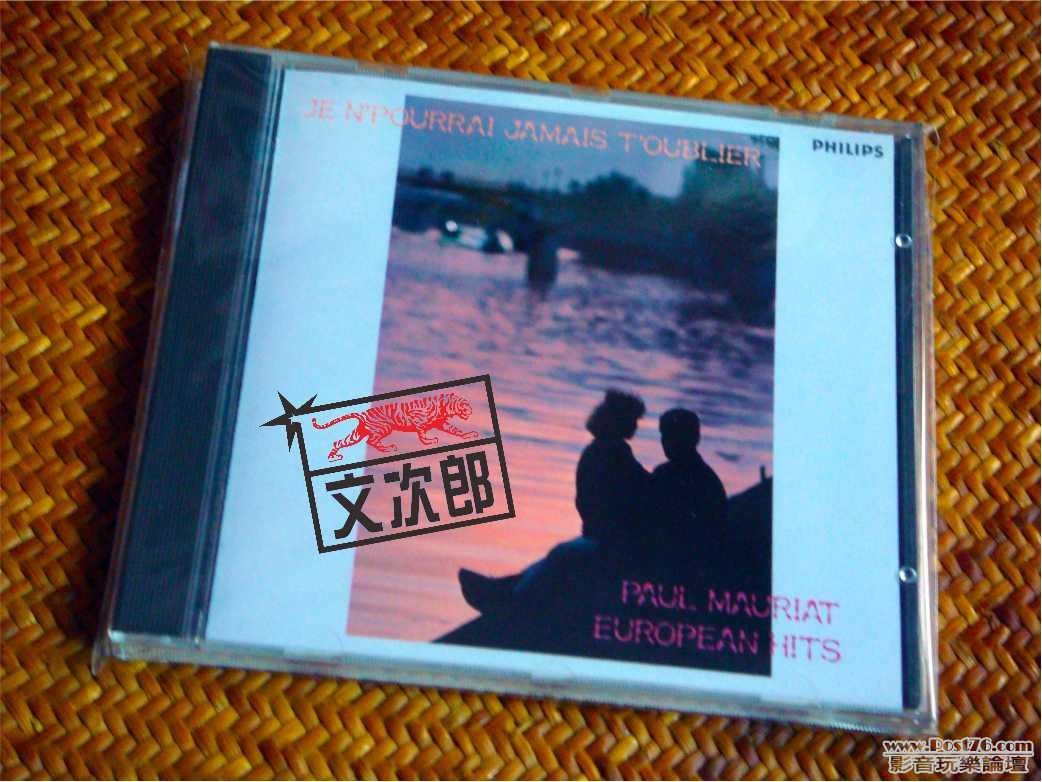 JE N'POURRAI JAMAIS T'OUBLIER
PHILIPS
文次郎
PAUL MAURIAT
EUROPEAN HITS
www.Post76.com
影音玩樂論壇